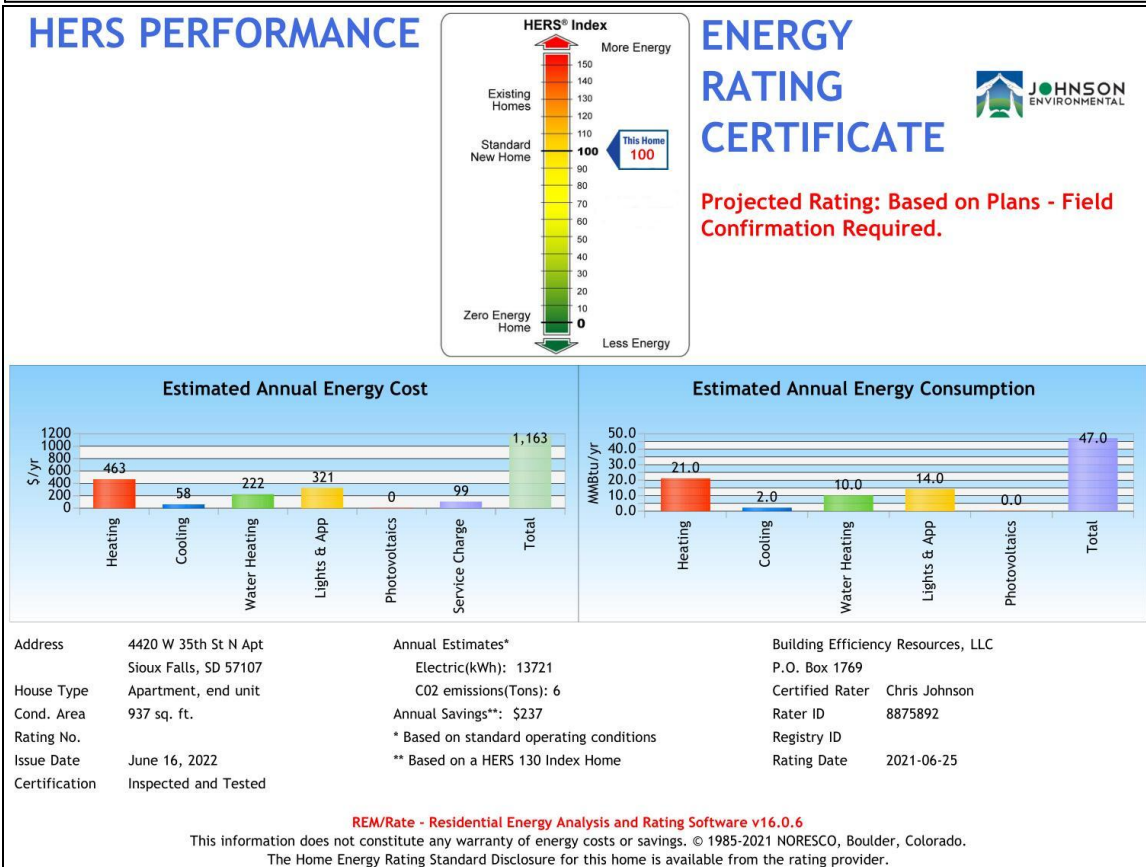 HERS PERFORMANCE
HERS® Index
More Energy
150
140
Existing
Homes
130
120
110
Standard
New Home
100
This Home
100
90
80
70
60
50
40
30
20
10
Zero Energy
Home
0
Less Energy
ENERGY
RATING
CERTIFICATE
JOHNSON
ENVIRONMENTAL
Projected Rating: Based on Plans - Field
Confirmation Required.
Estimated Annual Energy Cost
$/yr
1200
1000
800
600
400
200
0
463
58
222
321
0
99
1,163
Heating
Cooling
Water Heating
Lights & App
Photovoltaics
Service Charge
Total
Estimated Annual Energy Consumption
MMBtu/yr
50.0
40.0
30.0
20.0
10.0
0.0
21.0
2.0
10.0
14.0
0.0
47.0
Heating
Cooling
Water Heating
Lights & App
Photovoltaics
Total
Address 4420 W 35th St N Apt
Sioux Falls, SD 57107
House Type Apartment, end unit
Cond. Area 937 sq. ft.
Rating No.
Issue Date June 16, 2022
Certification Inspected and Tested
Annual Estimates*
Electric(kWh): 13721
C02 emissions(Tons): 6
Annual Savings**: $237
* Based on standard operating conditions
** Based on a HERS 130 Index Home
Building Efficiency Resources, LLC
P.O. Box 1769
Certified Rater Chris Johnson
Rater ID 8875892
Registry ID
Rating Date 2021-06-25
REM/Rate - Residential Energy Analysis and Rating Software v16.0.6
This information does not constitute any warranty of energy costs or savings. © 1985-2021 NORESCO, Boulder, Colorado.
The Home Energy Rating Standard Disclosure for this home is available from the rating provider.